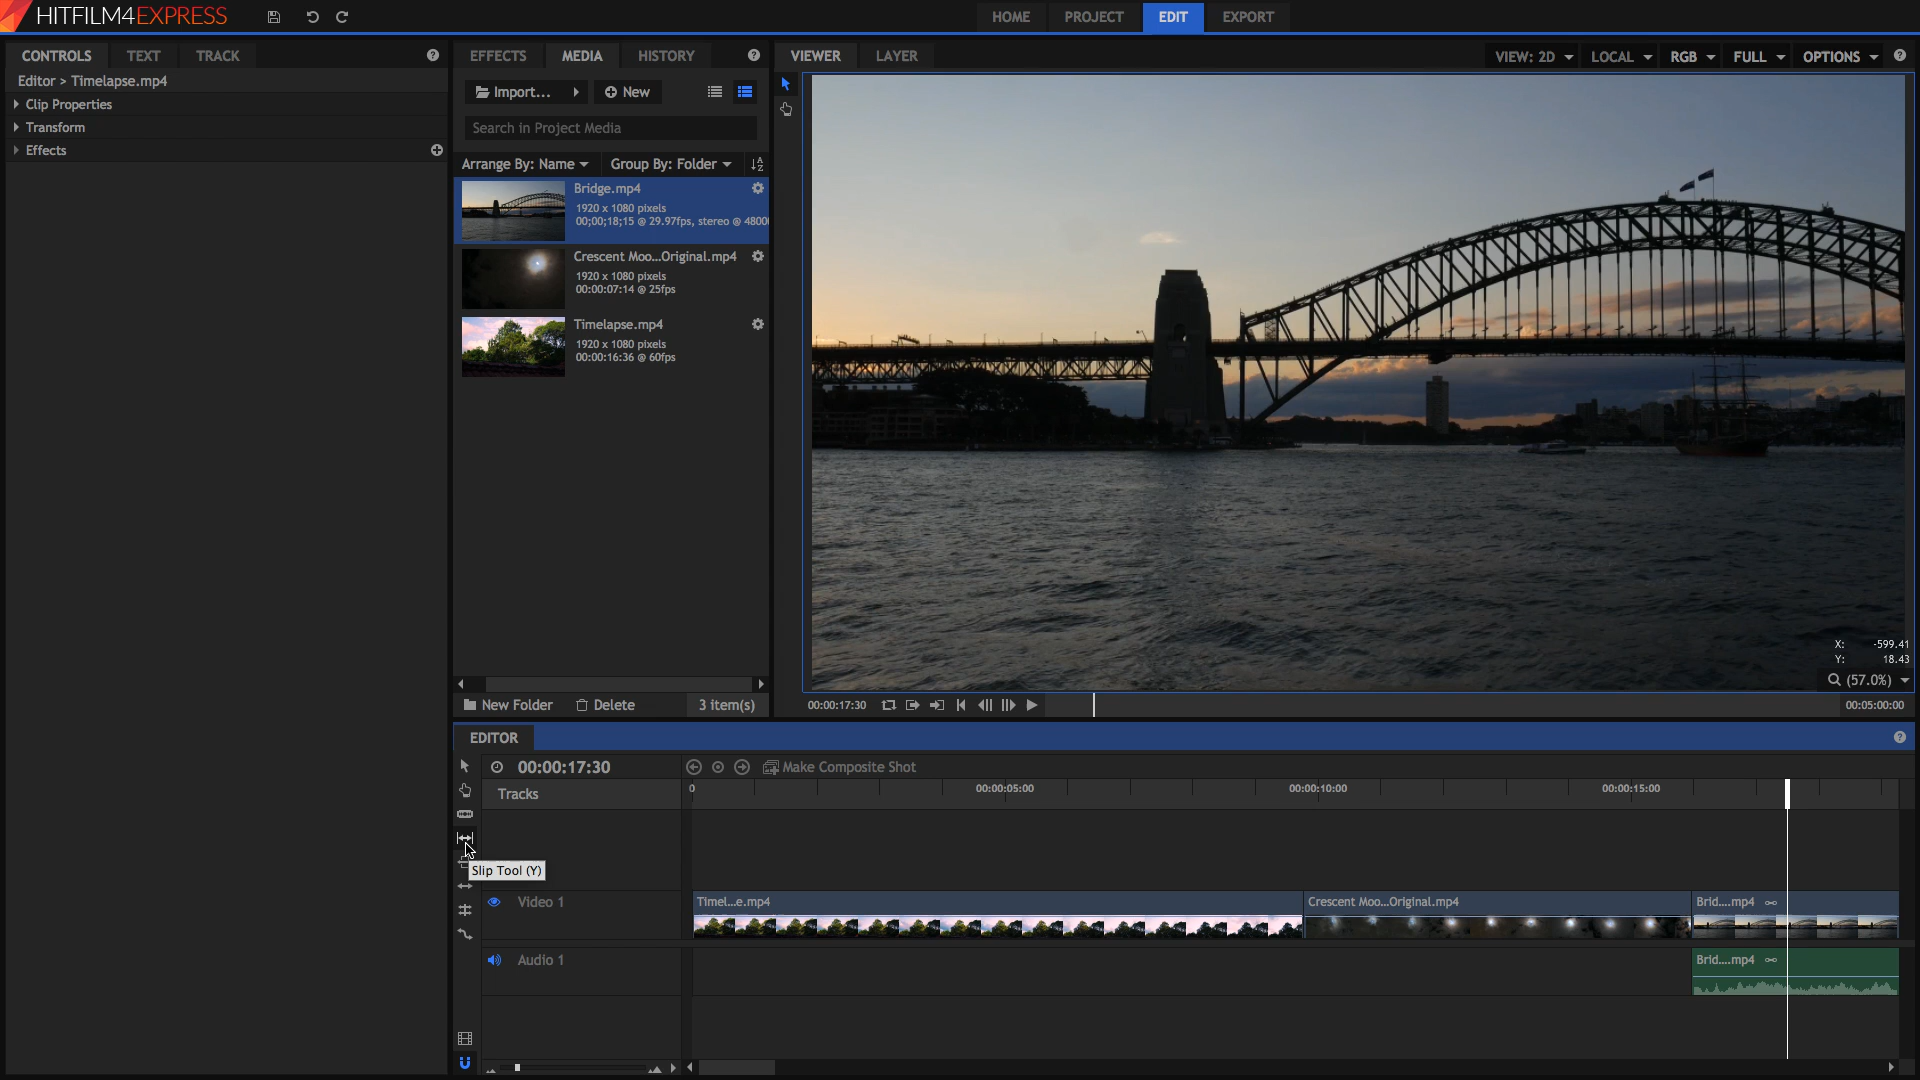 HITFILM4EXPRESS
HOME PROJECT EDIT EXPORT
CONTROLS TEXT TRACK
Editor > Timelapse.mp4
Clip Properties
Transform
Effects
EFFECTS MEDIA HISTORY
Import... New
Search in Project Media
Arrange By: Name Group By: Folder
Bridge.mp4
1920 x 1080 pixels
00;00;18;15 @ 29.97fps, stereo @ 4800
Crescent Moo...Original.mp4
1920 x 1080 pixels
00:00:07:14 @ 25fps
Timelapse.mp4
1920 x 1080 pixels
00:00:16:36 @ 60fps
New Folder Delete 3 item(s)
VIEWER LAYER VIEW: 2D LOCAL RGB FULL OPTIONS
X: -599.41
Y: 18.43
(57.0%)
00:00:17:30 00:05:00:00
EDITOR
00:00:17:30 Make Composite Shot
Tracks 0 00:00:05:00 00:00:10:00 00:00:15:00
Slip Tool (Y)
Video 1 Timel...e.mp4 Crescent Moo...Original.mp4 Brid....mp4
Audio 1 Brid....mp4